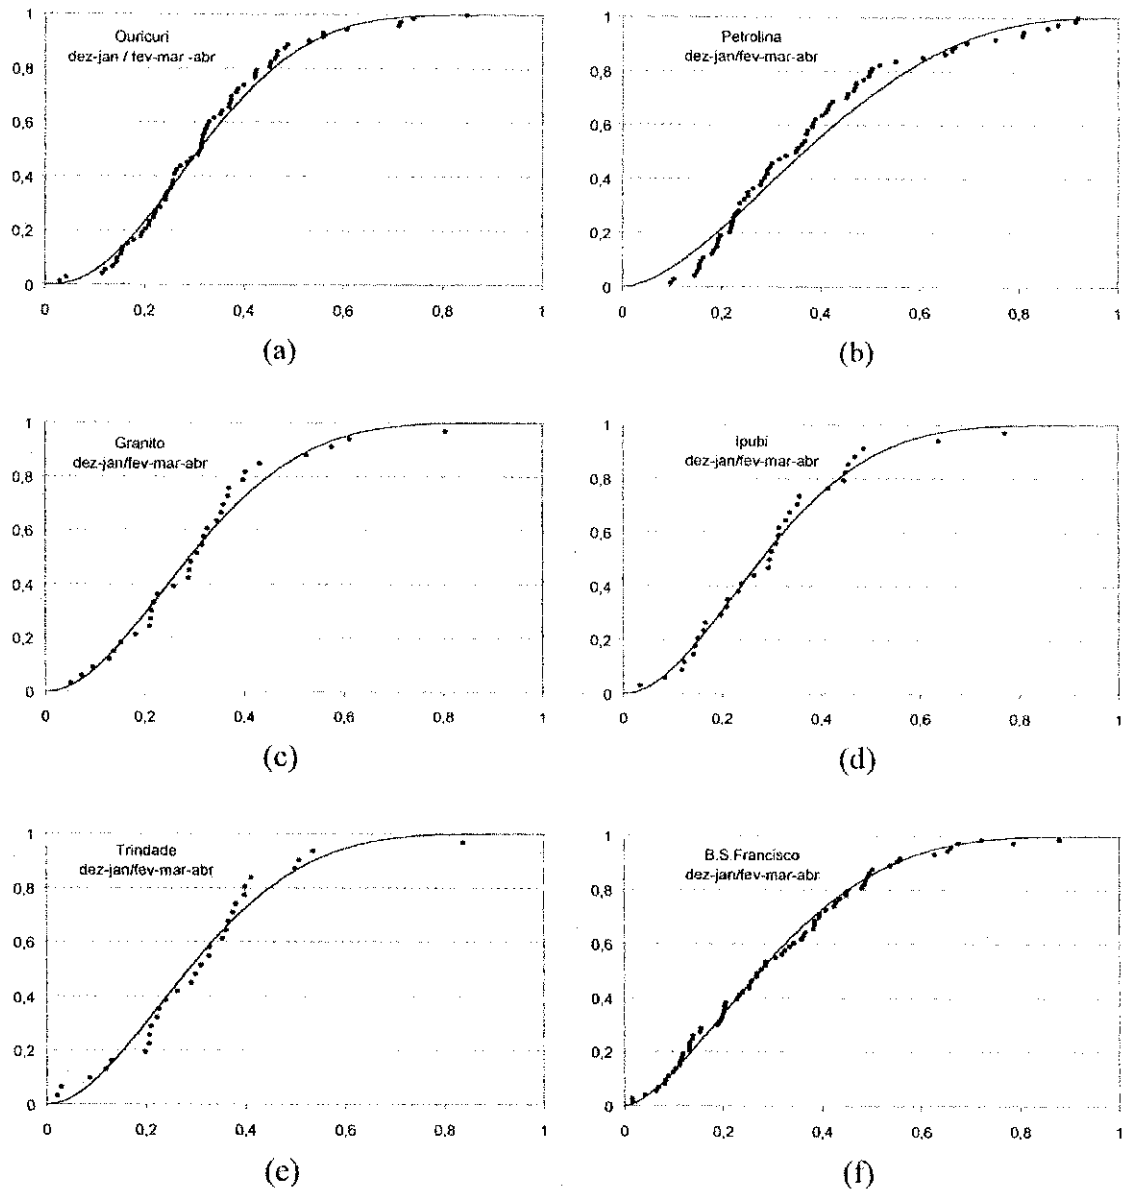 1
Ouricuri
dez-jan / fev-mar -abr
0,8
0,6
0,4
0,2
0
0 0,2 0,4 0,6 0,8 1
(a)
1
Petrolina
dez-jan/fev-mar-abr
0,8
0,6
0,4
0,2
0
0 0,2 0,4 0,6 0,8 1
(b)
1
Granito
dez-jan/fev-mar-abr
0,8
0,6
0,4
0,2
0
0 0,2 0,4 0,6 0,8 1
(c)
1
Ipubi
dez-jan/fev-mar-abr
0,8
0,6
0,4
0,2
0
0 0,2 0,4 0,6 0,8 1
(d)
1
Trindade
dez-jan/fev-mar-abr
0,8
0,6
0,4
0,2
0
0 0,2 0,4 0,6 0,8 1
(e)
1
B.S.Francisco
dez-jan/fev-mar-abr
0,8
0,6
0,4
0,2
0
0 0,2 0,4 0,6 0,8 1
(f)